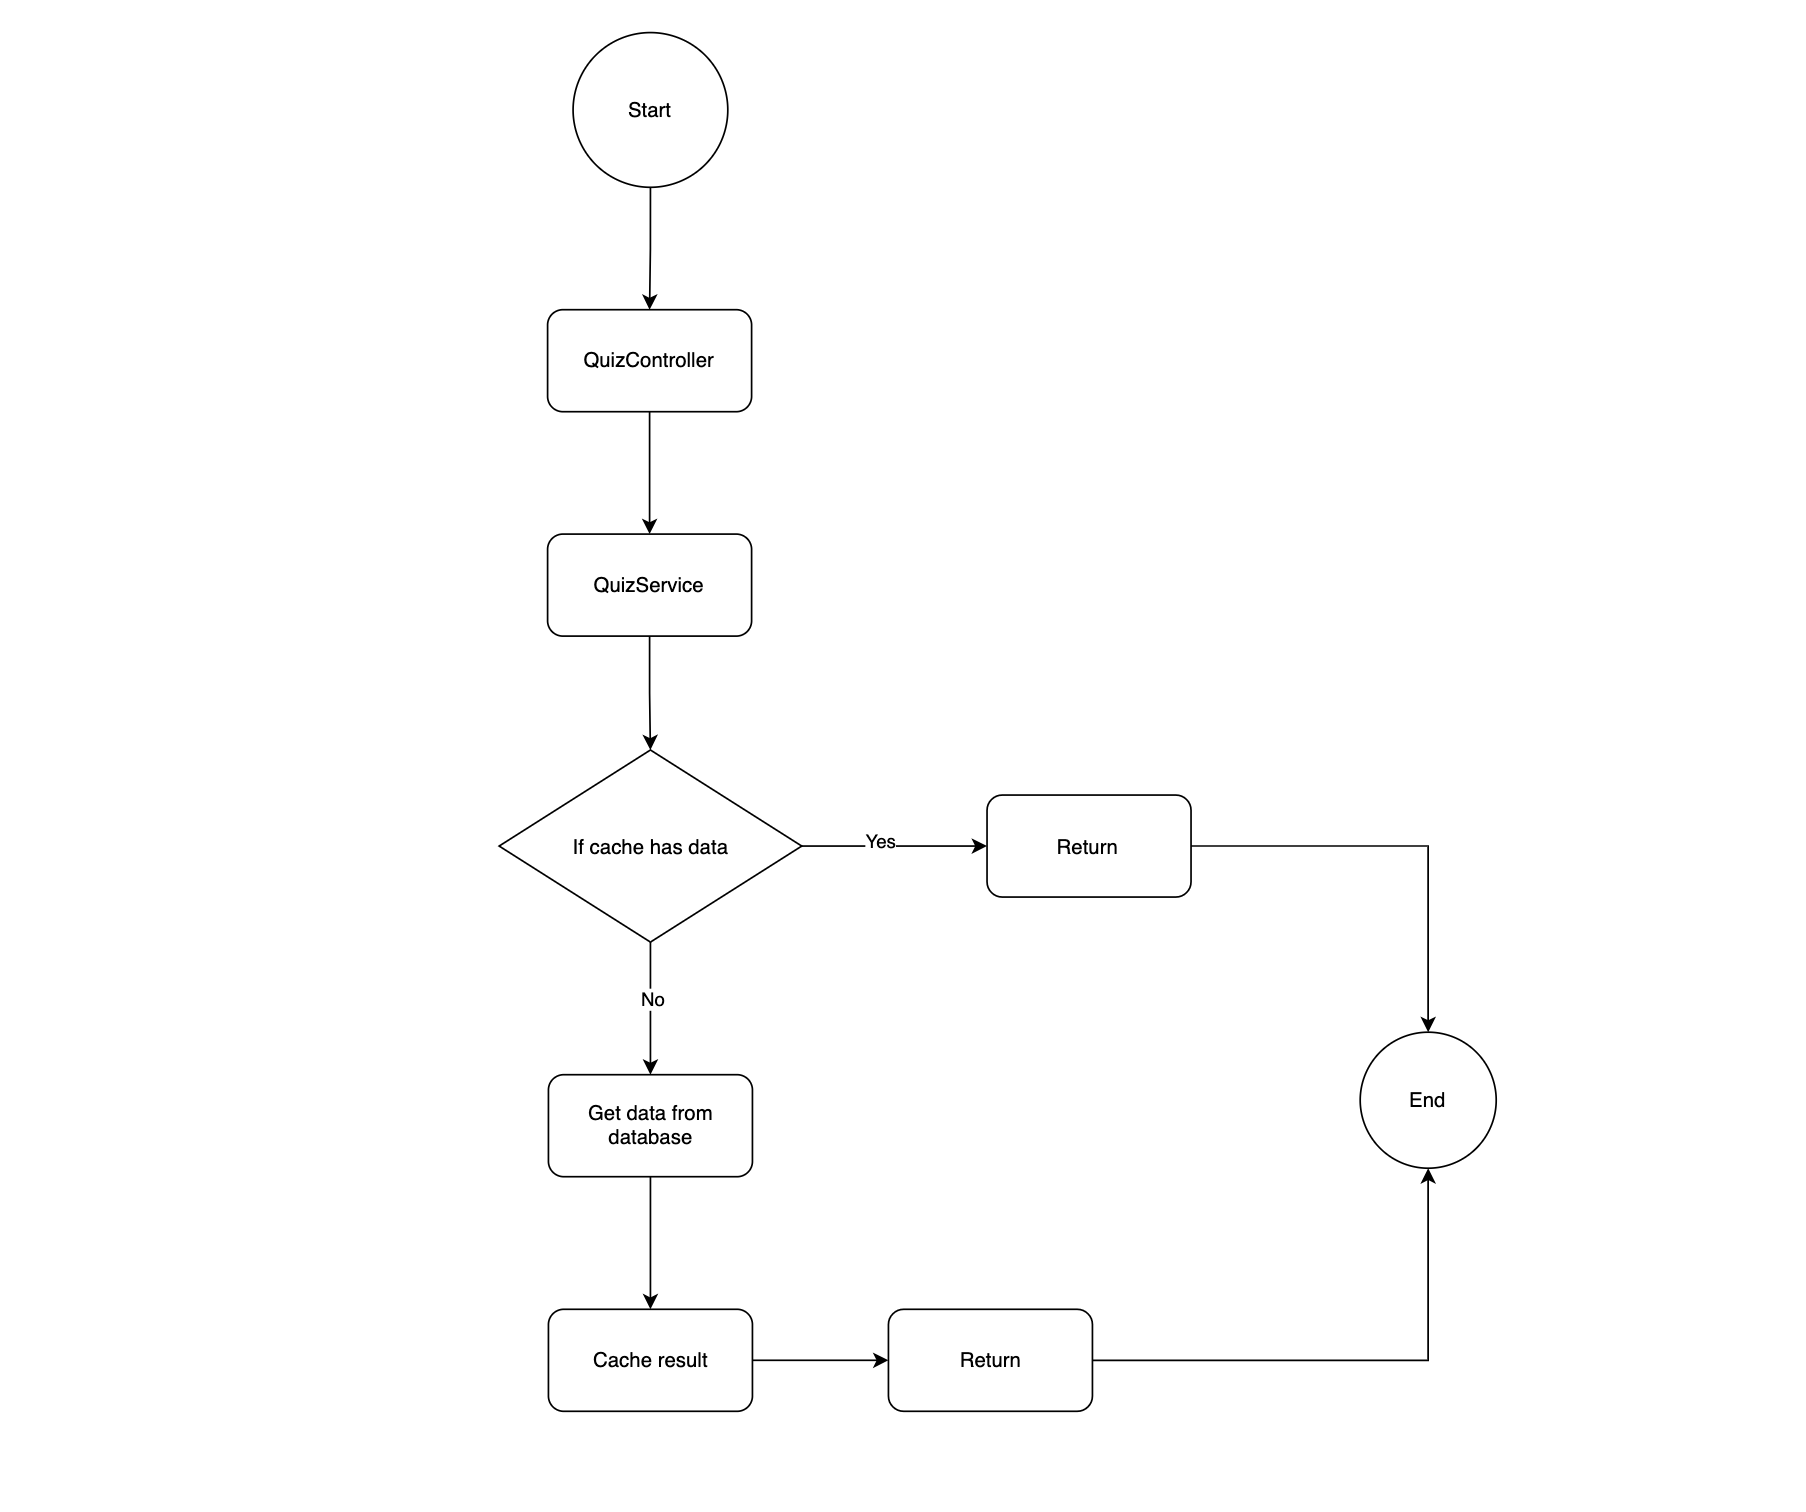 Start
QuizController
QuizService
If cache has data
Yes
Return
No
Get data from
database
End
Cache result
Return